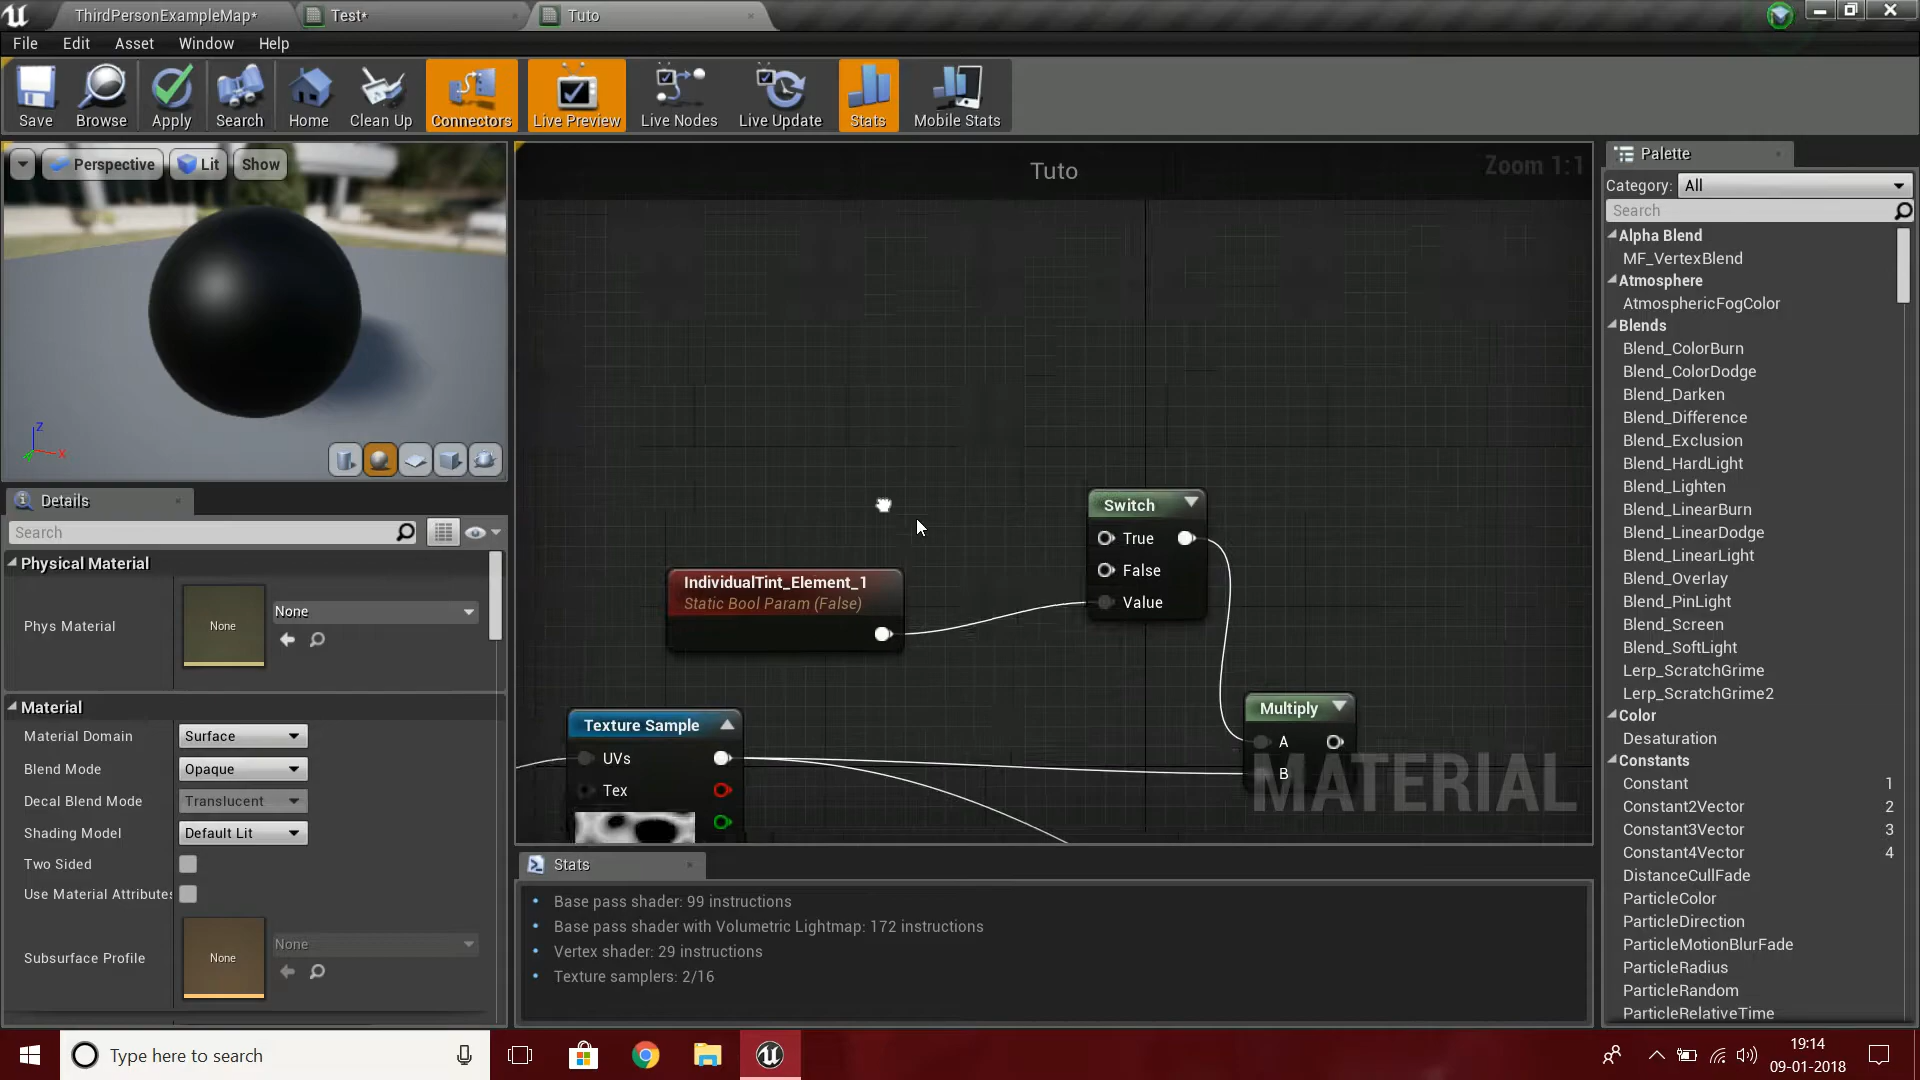 ThirdPersonExampleMap*
Test*
Tuto
File Edit Asset Window Help
Save Browse Apply Search Home Clean Up Connectors Live Preview Live Nodes Live Update Stats Mobile Stats
Perspective Lit Show
Z
X
Details
Search
Physical Material
Phys Material
None
None
Material
Material Domain Surface
Blend Mode Opaque
Decal Blend Mode Translucent
Shading Model Default Lit
Two Sided
Use Material Attributes
Subsurface Profile
None
None
Tuto
Zoom 1:1
Switch
True
False
Value
IndividualTint_Element_1
Static Bool Param (False)
Texture Sample
UVs
Tex
Multiply
A
B
MATERIAL
Stats
Base pass shader: 99 instructions
Base pass shader with Volumetric Lightmap: 172 instructions
Vertex shader: 29 instructions
Texture samplers: 2/16
Palette
Category: All
Search
Alpha Blend
MF_VertexBlend
Atmosphere
AtmosphericFogColor
Blends
Blend_ColorBurn
Blend_ColorDodge
Blend_Darken
Blend_Difference
Blend_Exclusion
Blend_HardLight
Blend_Lighten
Blend_LinearBurn
Blend_LinearDodge
Blend_LinearLight
Blend_Overlay
Blend_PinLight
Blend_Screen
Blend_SoftLight
Lerp_ScratchGrime
Lerp_ScratchGrime2
Color
Desaturation
Constants
Constant 1
Constant2Vector 2
Constant3Vector 3
Constant4Vector 4
DistanceCullFade
ParticleColor
ParticleDirection
ParticleMotionBlurFade
ParticleRadius
ParticleRandom
ParticleRelativeTime
Type here to search
19:14
09-01-2018